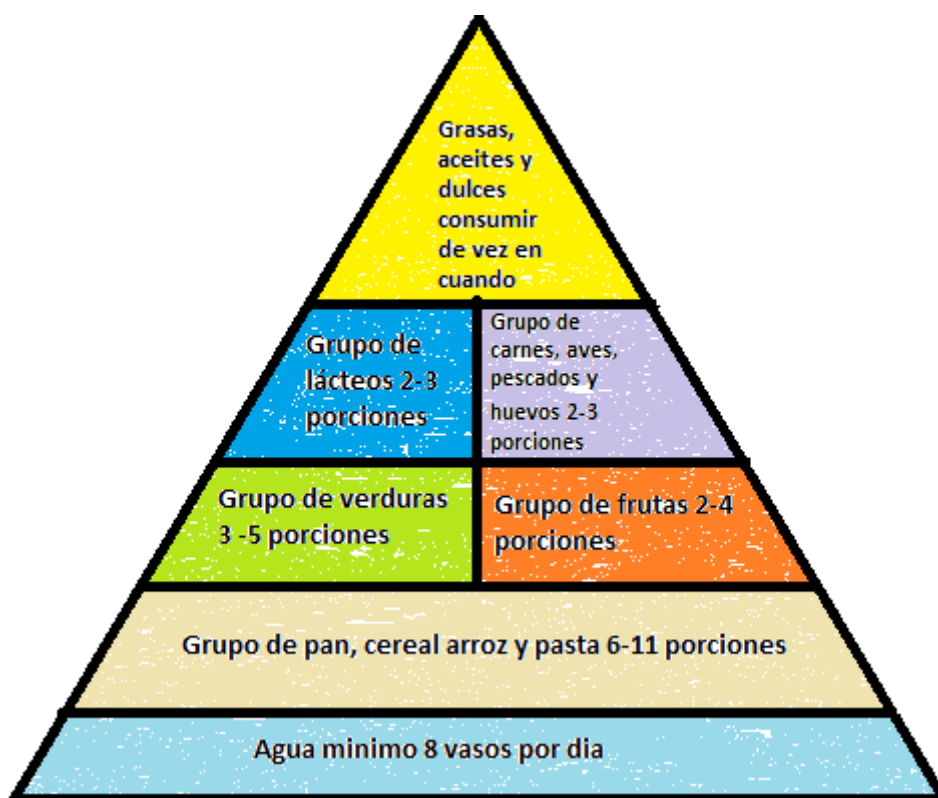 Grasas,
aceites y
dulces
consumir
de vez en
cuando
Grupo de
lácteos 2-3
porciones
Grupo de
carnes, aves,
pescados y
huevos 2-3
porciones
Grupo de verduras
3 -5 porciones
Grupo de frutas 2-4
porciones
Grupo de pan, cereal arroz y pasta 6-11 porciones
Agua minimo 8 vasos por dia